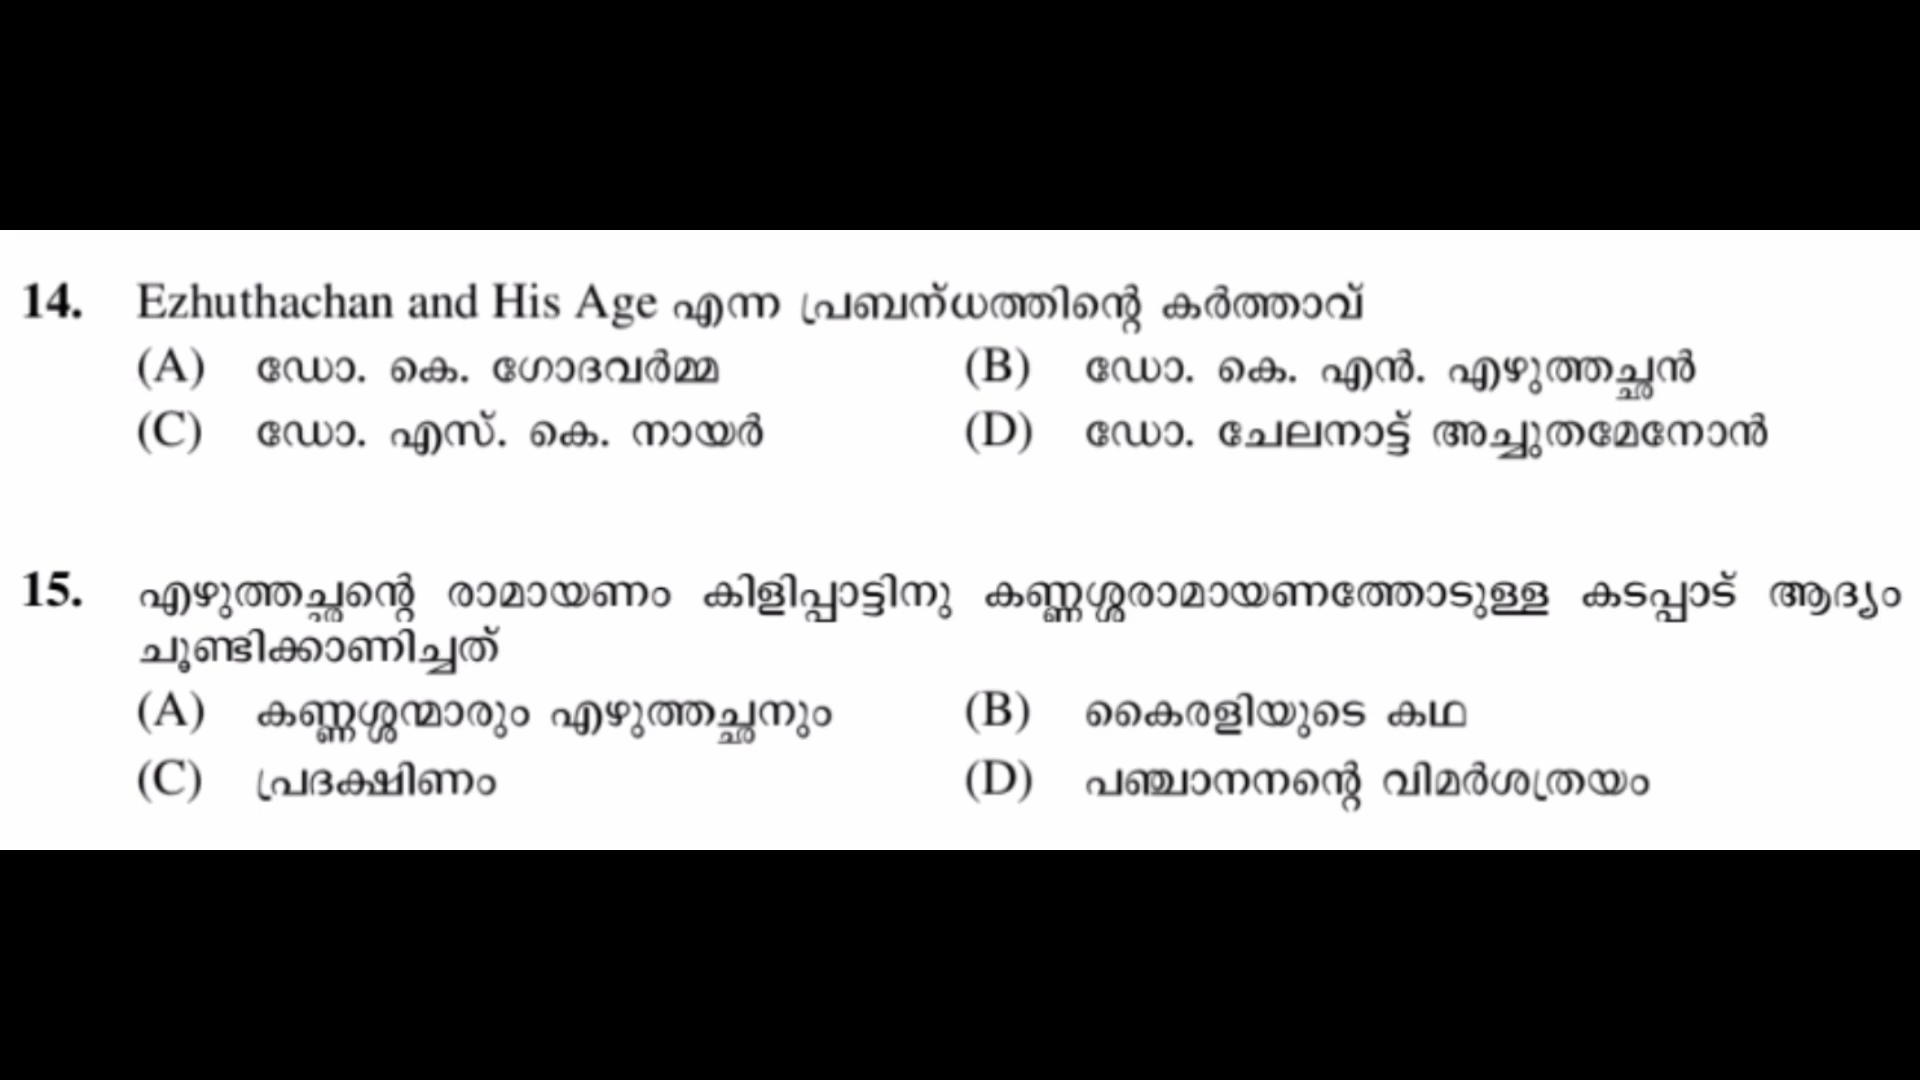 14. Ezhuthachan and His Age എന്ന പ്രബന്ധത്തിന്റെ കർത്താവ്
(A) ഡോ. കെ. ഗോദവർമ്മ (B) ഡോ. കെ. എൻ. എഴുത്തച്ഛൻ
(C) ഡോ. എസ്. കെ. നായർ (D) ഡോ. ചേലനാട്ട് അച്ചുതമേനോൻ
15. എഴുത്തച്ഛന്റെ രാമായണം കിളിപ്പാട്ടിനു കണ്ണശ്ശരാമായണത്തോടുള്ള കടപ്പാട് ആദ്യം
ചൂണ്ടിക്കാണിച്ചത്
(A) കണ്ണശ്ശന്മാരും എഴുത്തച്ഛനും (B) കൈരളിയുടെ കഥ
(C) പ്രദക്ഷിണം (D) പഞ്ചാനനന്റെ വിമർശത്രയം